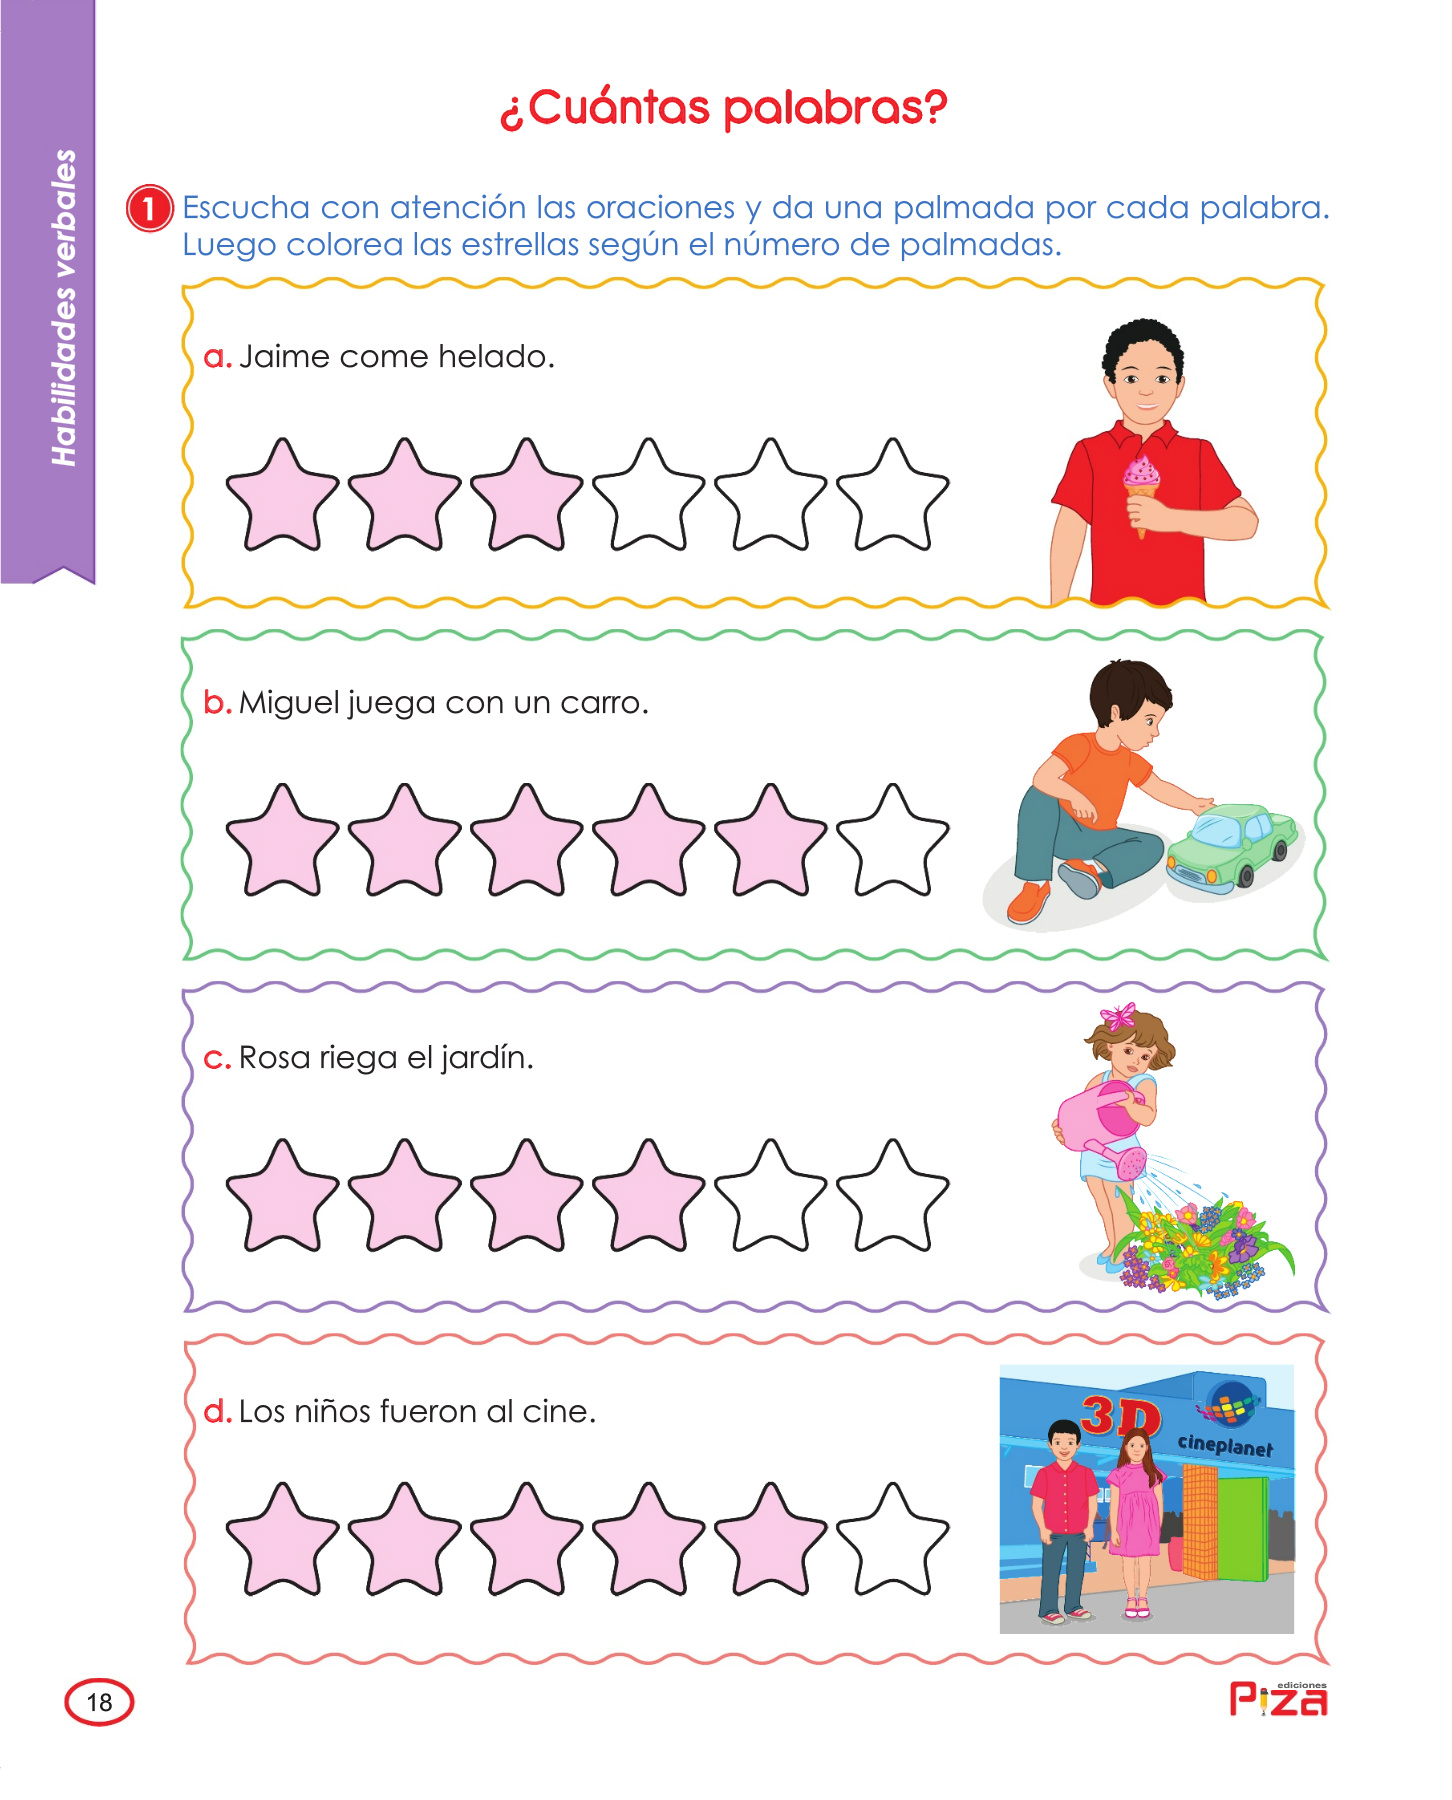 Habilidades verbales
¿Cuántas palabras?
1 Escucha con atención las oraciones y da una palmada por cada palabra.
Luego colorea las estrellas según el número de palmadas.
a. Jaime come helado.
b. Miguel juega con un carro.
c. Rosa riega el jardín.
d. Los niños fueron al cine.
3D
cineplanet
18
ediciones
Piza